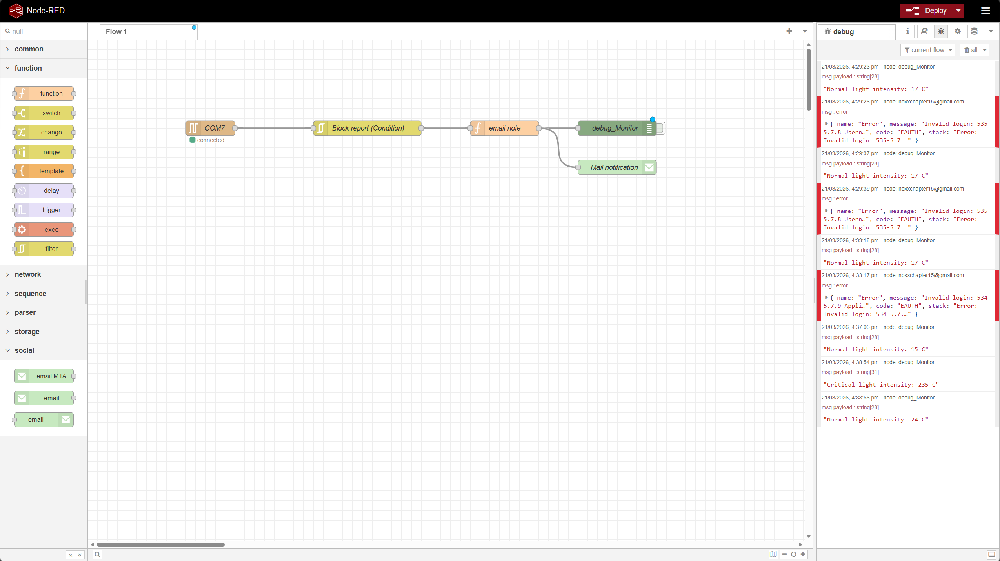 Node-RED
Deploy
null
Flow 1
debug
common
current flow
all
function
function
switch
change
range
template
delay
trigger
exec
filter
network
sequence
parser
storage
social
email MTA
email
email
COM7
connected
Block report (Condition)
email note
debug_Monitor
Mail notification
21/03/2026, 4:29:23 pm node: debug_Monitor
msg.payload : string[28]
"Normal light intensity: 17 C"
21/03/2026, 4:29:26 pm node: noxxchapter15@gmail.com
msg : error
{ name: "Error", message: "Invalid login: 535-
5.7.8 Usern…", code: "EAUTH", stack: "Error:
Invalid login: 535-5.7.…" }
21/03/2026, 4:29:37 pm node: debug_Monitor
msg.payload : string[28]
"Normal light intensity: 17 C"
21/03/2026, 4:29:39 pm node: noxxchapter15@gmail.com
msg : error
{ name: "Error", message: "Invalid login: 535-
5.7.8 Usern…", code: "EAUTH", stack: "Error:
Invalid login: 535-5.7.…" }
21/03/2026, 4:33:16 pm node: debug_Monitor
msg.payload : string[28]
"Normal light intensity: 17 C"
21/03/2026, 4:33:17 pm node: noxxchapter15@gmail.com
msg : error
{ name: "Error", message: "Invalid login: 534-
5.7.9 Appli…", code: "EAUTH", stack: "Error:
Invalid login: 534-5.7.…" }
21/03/2026, 4:37:06 pm node: debug_Monitor
msg.payload : string[28]
"Normal light intensity: 15 C"
21/03/2026, 4:38:54 pm node: debug_Monitor
msg.payload : string[31]
"Critical light intensity: 235 C"
21/03/2026, 4:38:56 pm node: debug_Monitor
msg.payload : string[28]
"Normal light intensity: 24 C"